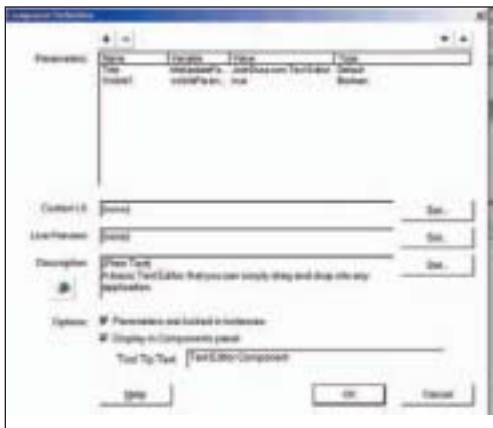 Component Definition
+ -
Parameters: Name Variable Value Type
Title Text Editor Default
Visible? true Boolean
Custom UI: (none) Set...
Live Preview: (none) Set...
Description: (Plain Text) Set...
A basic Text Editor that you can simply drag and drop into any
application.
Options: Parameters are locked in instances
Display in Components panel
Tool Tip Text: Text Editor Component
Help OK Cancel